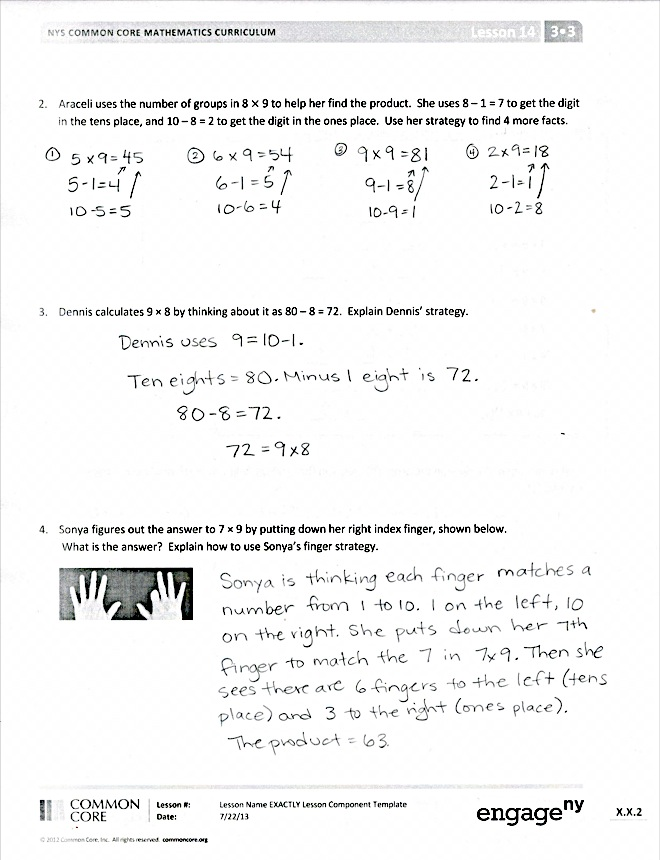 NYS COMMON CORE MATHEMATICS CURRICULUM Lesson 14 3•3
2. Araceli uses the number of groups in 8 × 9 to help her find the product. She uses 8 – 1 = 7 to get the digit
in the tens place, and 10 – 8 = 2 to get the digit in the ones place. Use her strategy to find 4 more facts.
① 5 × 9 = 45 ② 6 × 9 = 54 ③ 9 × 9 = 81 ④ 2 × 9 = 18
5 - 1 = 4 6 - 1 = 5 9 - 1 = 8 2 - 1 = 1
10 - 5 = 5 10 - 6 = 4 10 - 9 = 1 10 - 2 = 8
3. Dennis calculates 9 × 8 by thinking about it as 80 – 8 = 72. Explain Dennis' strategy.
Dennis uses 9 = 10 - 1.
Ten eights = 80. Minus 1 eight is 72.
80 - 8 = 72.
72 = 9 × 8
4. Sonya figures out the answer to 7 × 9 by putting down her right index finger, shown below.
What is the answer? Explain how to use Sonya's finger strategy.
Sonya is thinking each finger matches a
number from 1 to 10. 1 on the left, 10
on the right. She puts down her 7th
finger to match the 7 in 7×9. Then she
sees there are 6 fingers to the left (tens
place) and 3 to the right (ones place).
The product = 63.
COMMON CORE
Lesson #: Lesson Name EXACTLY Lesson Component Template
Date: 7/22/13
engage ny
X.X.2
© 2012 Common Core, Inc. All rights reserved. commoncore.org